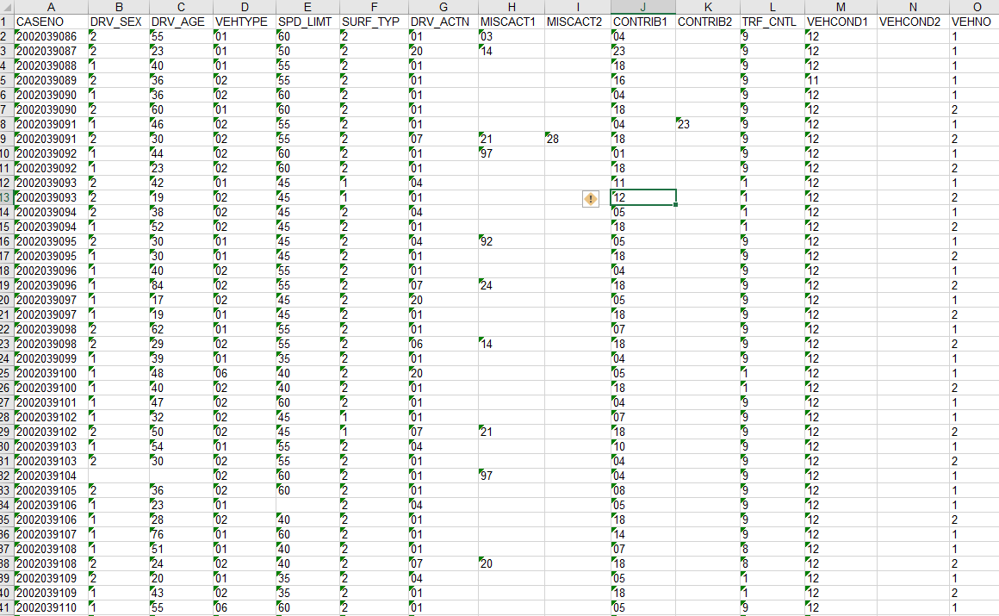 A B C D E F G H I J K L M N O
1 CASENO DRV_SEX DRV_AGE VEHTYPE SPD_LIMT SURF_TYP DRV_ACTN MISCACT1 MISCACT2 CONTRIB1 CONTRIB2 TRF_CNTL VEHCOND1 VEHCOND2 VEHNO
2 2002039086 2 55 01 60 2 01 03 04 9 12 1
3 2002039087 2 23 01 50 2 20 14 23 9 12 1
4 2002039088 1 40 01 55 2 01 18 9 12 1
5 2002039089 2 36 02 55 2 01 16 9 11 1
6 2002039090 1 36 02 60 2 01 04 9 12 1
7 2002039090 2 60 01 60 2 01 18 9 12 2
8 2002039091 1 46 02 55 2 01 04 23 9 12 1
9 2002039091 2 30 02 55 2 07 21 28 18 9 12 2
10 2002039092 1 44 02 60 2 01 97 01 9 12 1
11 2002039092 1 23 02 60 2 01 18 9 12 2
12 2002039093 2 42 01 45 1 04 11 1 12 1
13 2002039093 2 19 02 45 1 01 12 1 12 2
14 2002039094 2 38 02 45 2 04 05 1 12 1
15 2002039094 1 52 02 45 2 01 18 1 12 2
16 2002039095 2 30 01 45 2 04 92 05 9 12 1
17 2002039095 1 30 01 45 2 01 18 9 12 2
18 2002039096 1 40 02 55 2 01 04 9 12 1
19 2002039096 1 84 02 55 2 07 24 18 9 12 2
20 2002039097 1 17 02 45 2 20 05 9 12 1
21 2002039097 1 19 01 45 2 01 18 9 12 2
22 2002039098 2 62 01 55 2 01 07 9 12 1
23 2002039098 2 29 02 55 2 06 14 18 9 12 2
24 2002039099 1 39 01 35 2 01 04 9 12 1
25 2002039100 1 48 06 40 2 20 05 1 12 1
26 2002039100 1 40 02 40 2 01 18 1 12 2
27 2002039101 1 47 02 60 2 01 04 9 12 1
28 2002039102 1 32 02 45 1 01 07 9 12 1
29 2002039102 2 50 02 45 1 07 21 18 9 12 2
30 2002039103 1 54 01 55 2 04 10 9 12 1
31 2002039103 2 30 02 55 2 01 04 9 12 2
32 2002039104 02 60 2 01 97 04 9 12 1
33 2002039105 2 36 02 60 2 01 08 9 12 1
34 2002039106 1 23 01 2 04 05 9 12 1
35 2002039106 1 28 02 40 2 01 18 9 12 2
36 2002039107 1 76 01 60 2 01 14 9 12 1
37 2002039108 1 51 01 40 2 01 07 8 12 1
38 2002039108 2 24 02 40 2 07 20 18 8 12 2
39 2002039109 2 20 01 35 2 04 05 1 12 1
40 2002039109 1 43 02 35 2 01 18 1 12 2
41 2002039110 1 55 06 60 2 01 05 9 12 1